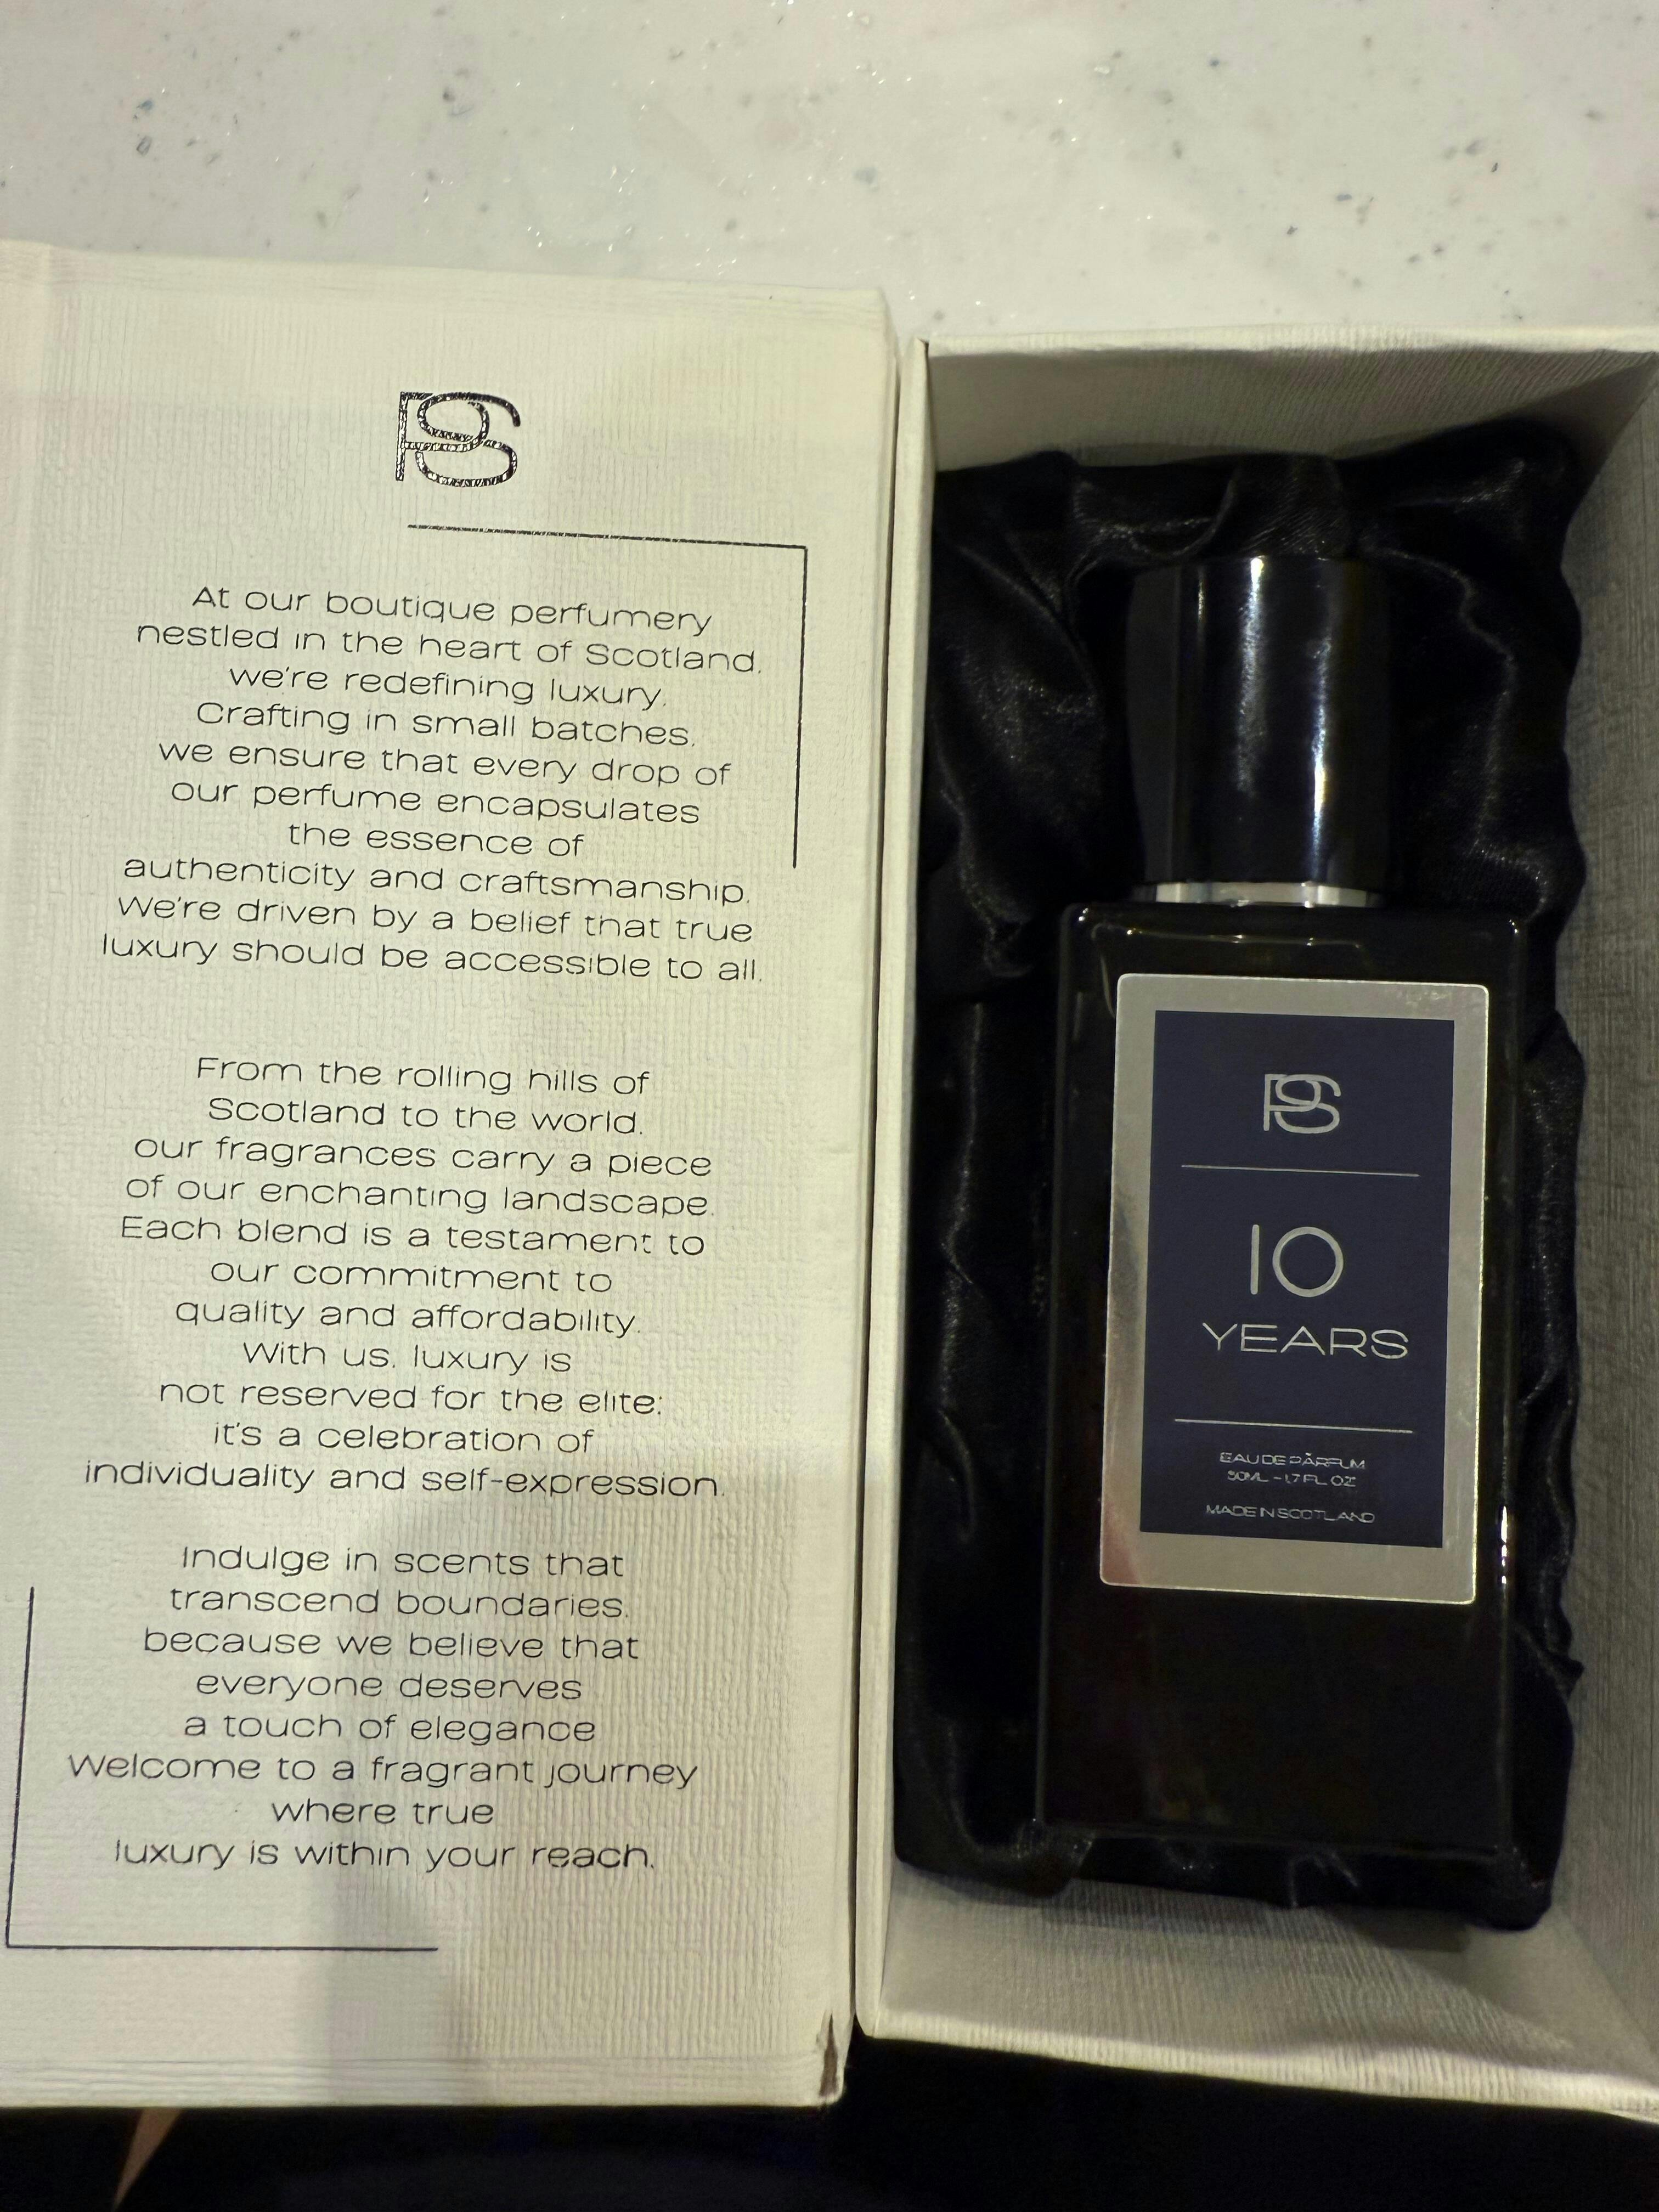 PS
At our boutique perfumery
nestled in the heart of Scotland,
we're redefining luxury.
Crafting in small batches,
we ensure that every drop of
our perfume encapsulates
the essence of
authenticity and craftsmanship.
We're driven by a belief that true
luxury should be accessible to all.
From the rolling hills of
Scotland to the world,
our fragrances carry a piece
of our enchanting landscape.
Each blend is a testament to
our commitment to
quality and affordability.
With us, luxury is
not reserved for the elite;
it's a celebration of
individuality and self-expression.
Indulge in scents that
transcend boundaries,
because we believe that
everyone deserves
a touch of elegance
Welcome to a fragrant journey
where true
luxury is within your reach.
PS
10
YEARS
EAU DE PÀRFUM
50ML - 1.7 FL OZ
MADE IN SCOTLAND